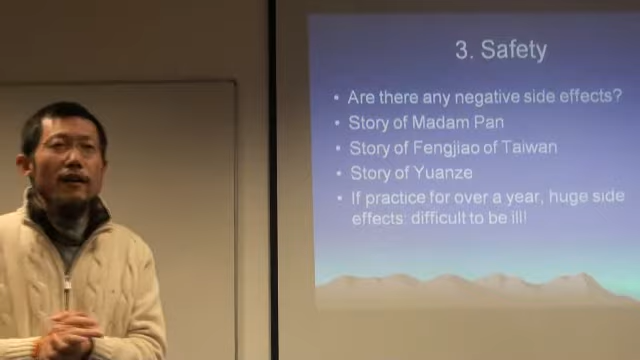 3. Safety
• Are there any negative side effects?
• Story of Madam Pan
• Story of Fengjiao of Taiwan
• Story of Yuanze
• If practice for over a year, huge side
effects: difficult to be ill!